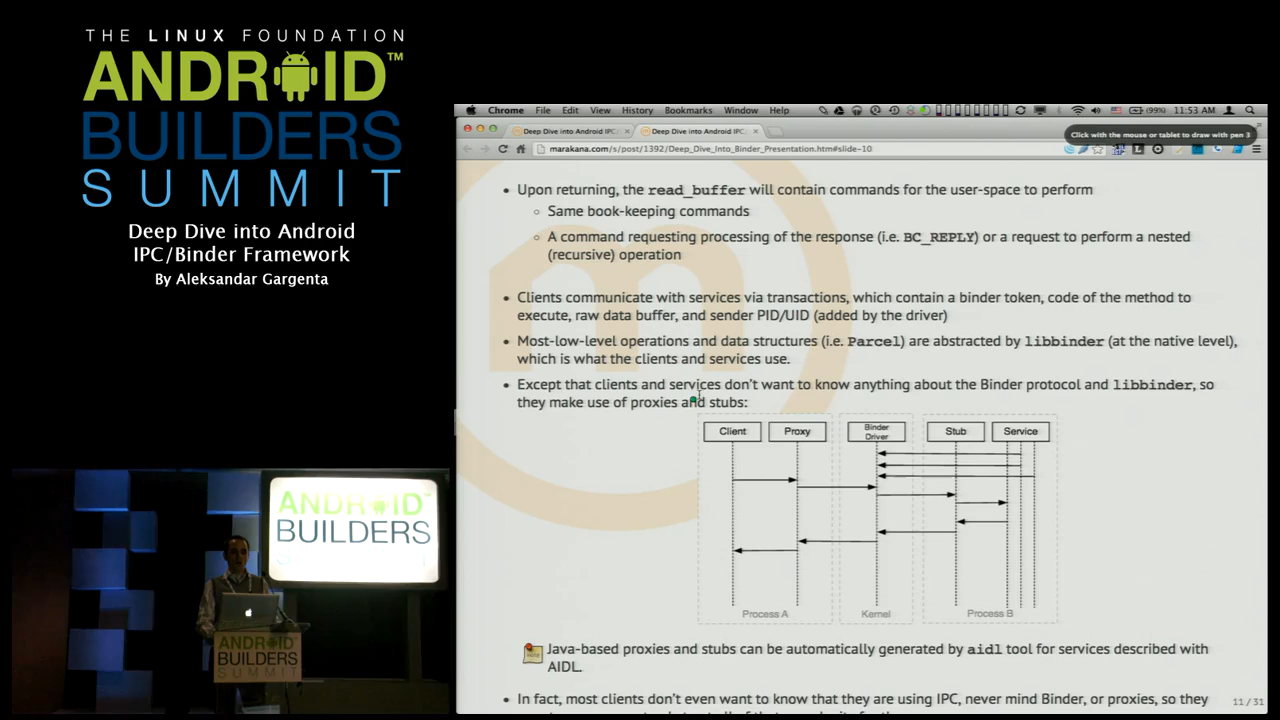 THE LINUX FOUNDATION
ANDROID™
BUILDERS
SUMMIT
Deep Dive into Android
IPC/Binder Framework
By Aleksandar Gargenta
ANDROID
BUILDERS
ANDROID
BUILDERS
SUMMIT
Chrome File Edit View History Bookmarks Window Help (99%) 11:53 AM
Deep Dive into Android IPC/ Deep Dive into Android IPC/
Click with the mouse or tablet to draw with pen 3
marakana.com/s/post/1392/Deep_Dive_Into_Binder_Presentation.htm#slide-10
• Upon returning, the read_buffer will contain commands for the user-space to perform
Same book-keeping commands
A command requesting processing of the response (i.e. BC_REPLY) or a request to perform a nested
(recursive) operation
• Clients communicate with services via transactions, which contain a binder token, code of the method to
execute, raw data buffer, and sender PID/UID (added by the driver)
• Most-low-level operations and data structures (i.e. Parcel) are abstracted by libbinder (at the native level),
which is what the clients and services use.
• Except that clients and services don't want to know anything about the Binder protocol and libbinder, so
they make use of proxies and stubs:
Client Proxy Binder Driver Stub Service
Process A Kernel Process B
Java-based proxies and stubs can be automatically generated by aidl tool for services described with
AIDL.
• In fact, most clients don't even want to know that they are using IPC, never mind Binder, or proxies, so they
11 / 31